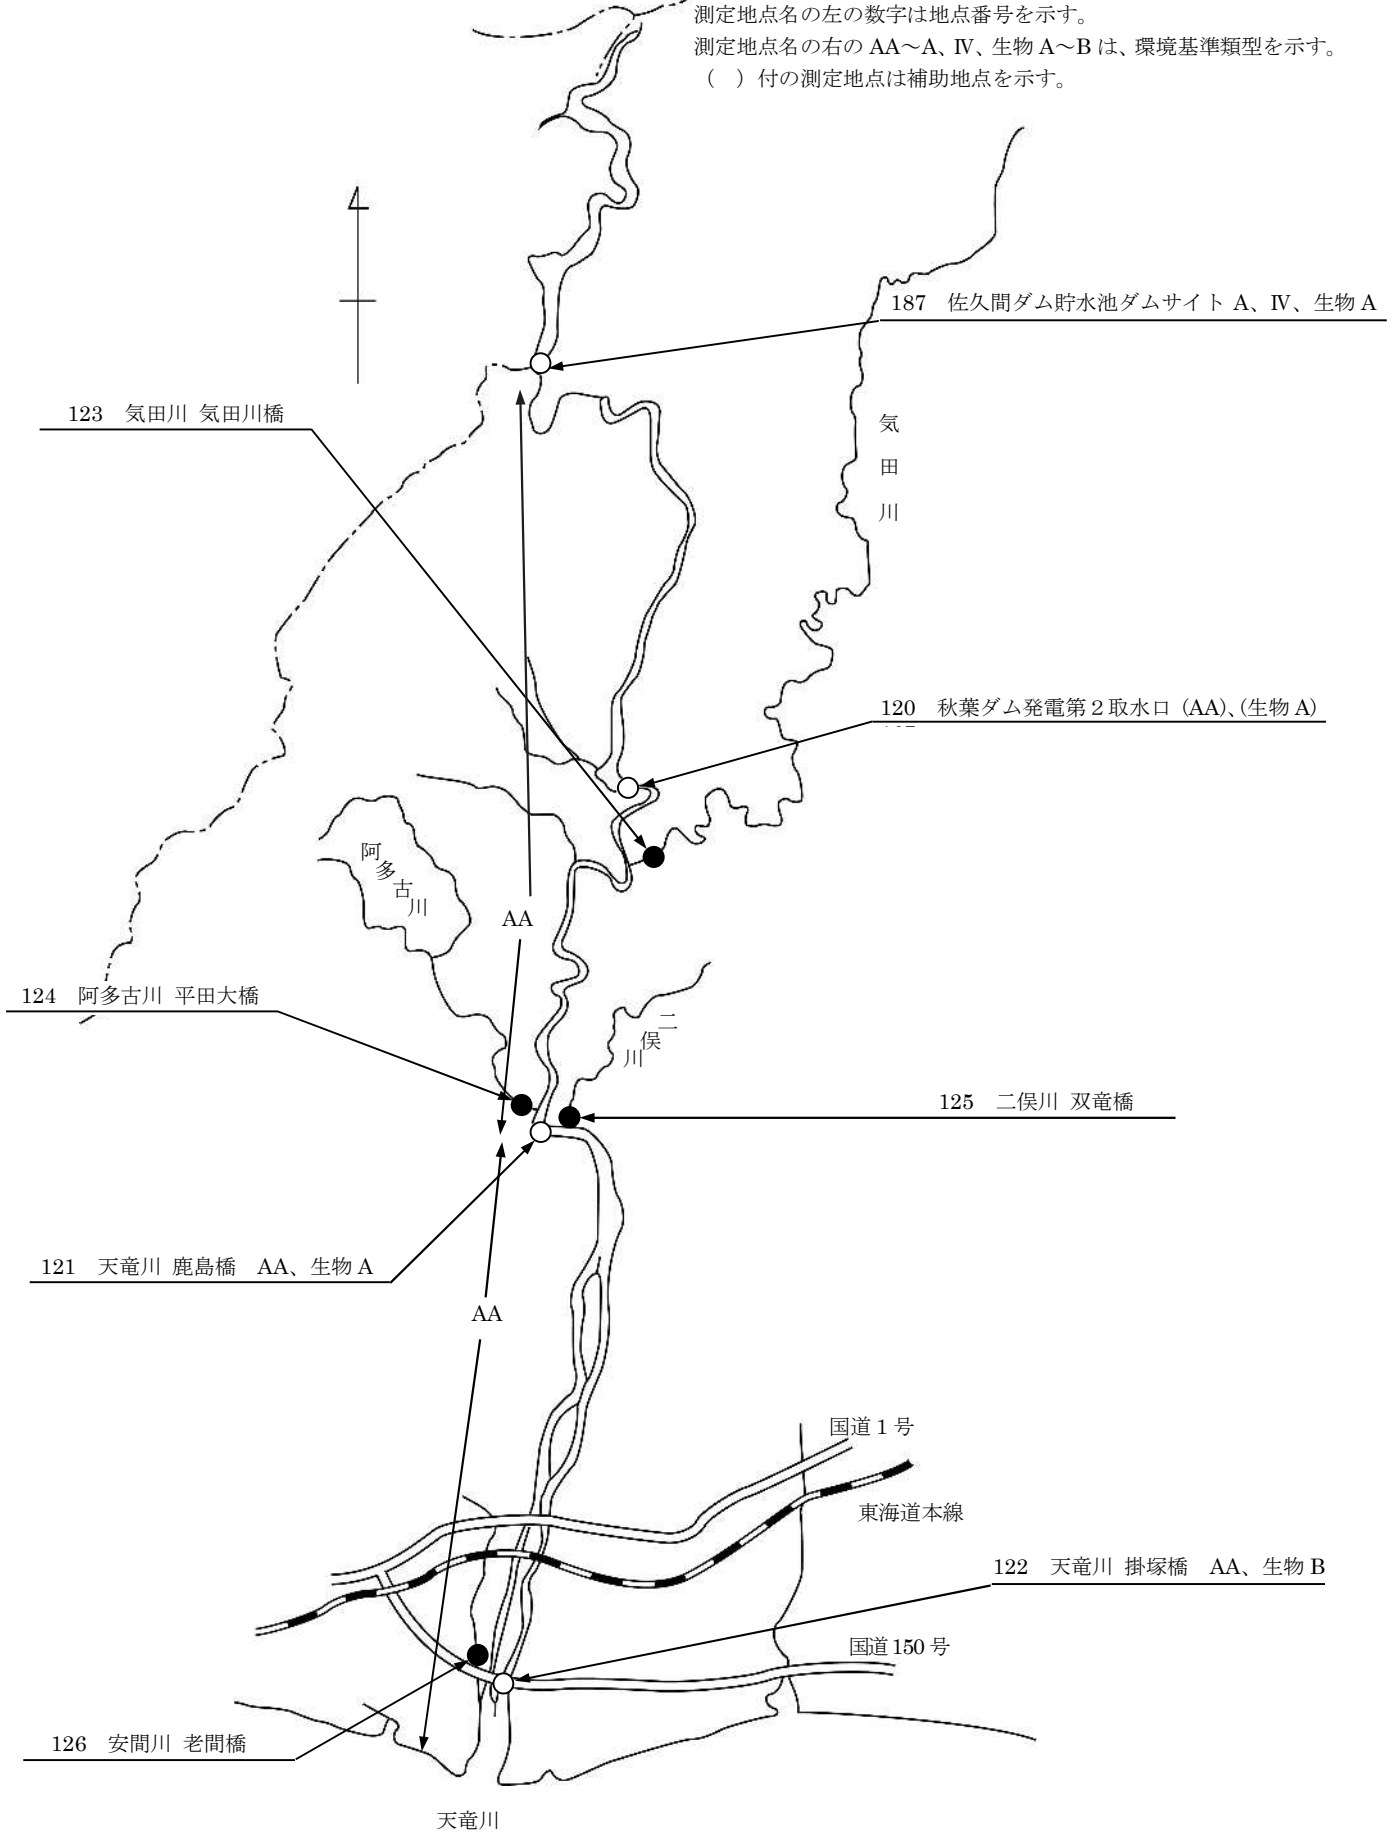 測定地点名の左の数字は地点番号を示す。
測定地点名の右の AA～A、Ⅳ、生物 A～B は、環境基準類型を示す。
（　）付の測定地点は補助地点を示す。
187　佐久間ダム貯水池ダムサイト A、Ⅳ、生物 A
123　気田川 気田川橋
気田川
120　秋葉ダム発電第２取水口 (AA)、(生物 A)
阿多古川
AA
124　阿多古川 平田大橋
二俣川
125　二俣川 双竜橋
121　天竜川 鹿島橋　AA、生物 A
AA
国道 1 号
東海道本線
122　天竜川 掛塚橋　AA、生物 B
国道 150 号
126　安間川 老間橋
天竜川